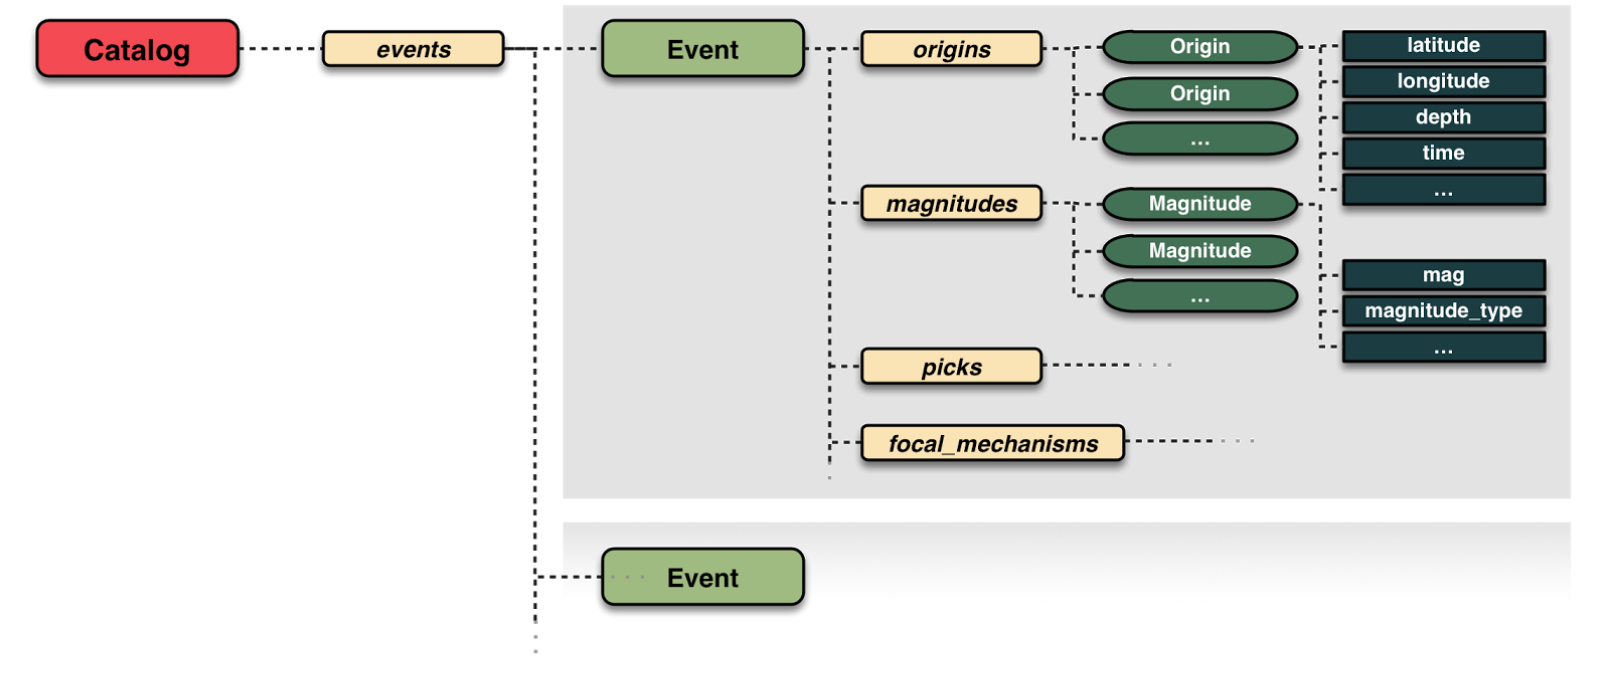 Catalog
events
Event
origins
Origin
Origin
...
latitude
longitude
depth
time
...
magnitudes
Magnitude
Magnitude
...
mag
magnitude_type
...
picks
focal_mechanisms
Event